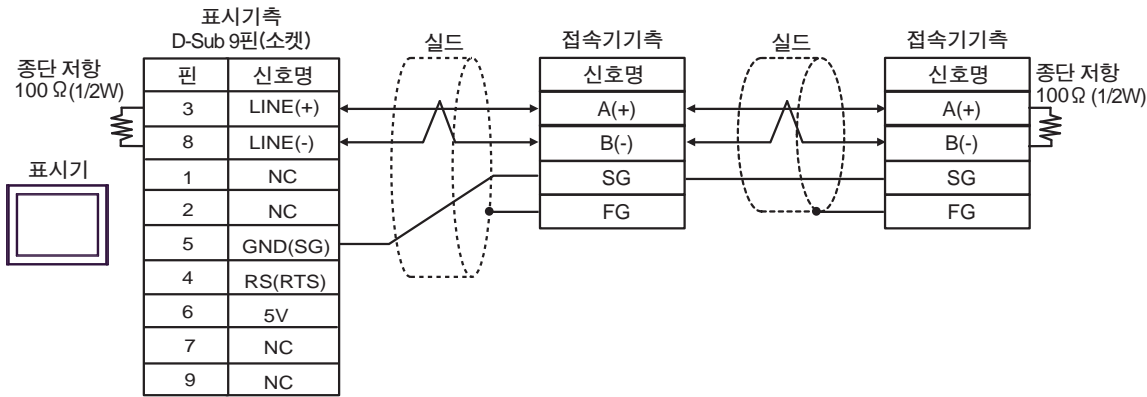 표시기측
D-Sub 9핀(소켓)
종단 저항
100 Ω(1/2W)
핀 신호명
3 LINE(+)
8 LINE(-)
1 NC
2 NC
5 GND(SG)
4 RS(RTS)
6 5V
7 NC
9 NC
표시기
실드
접속기기측
신호명
A(+)
B(-)
SG
FG
실드
접속기기측
신호명
A(+)
B(-)
SG
FG
종단 저항
100 Ω (1/2W)